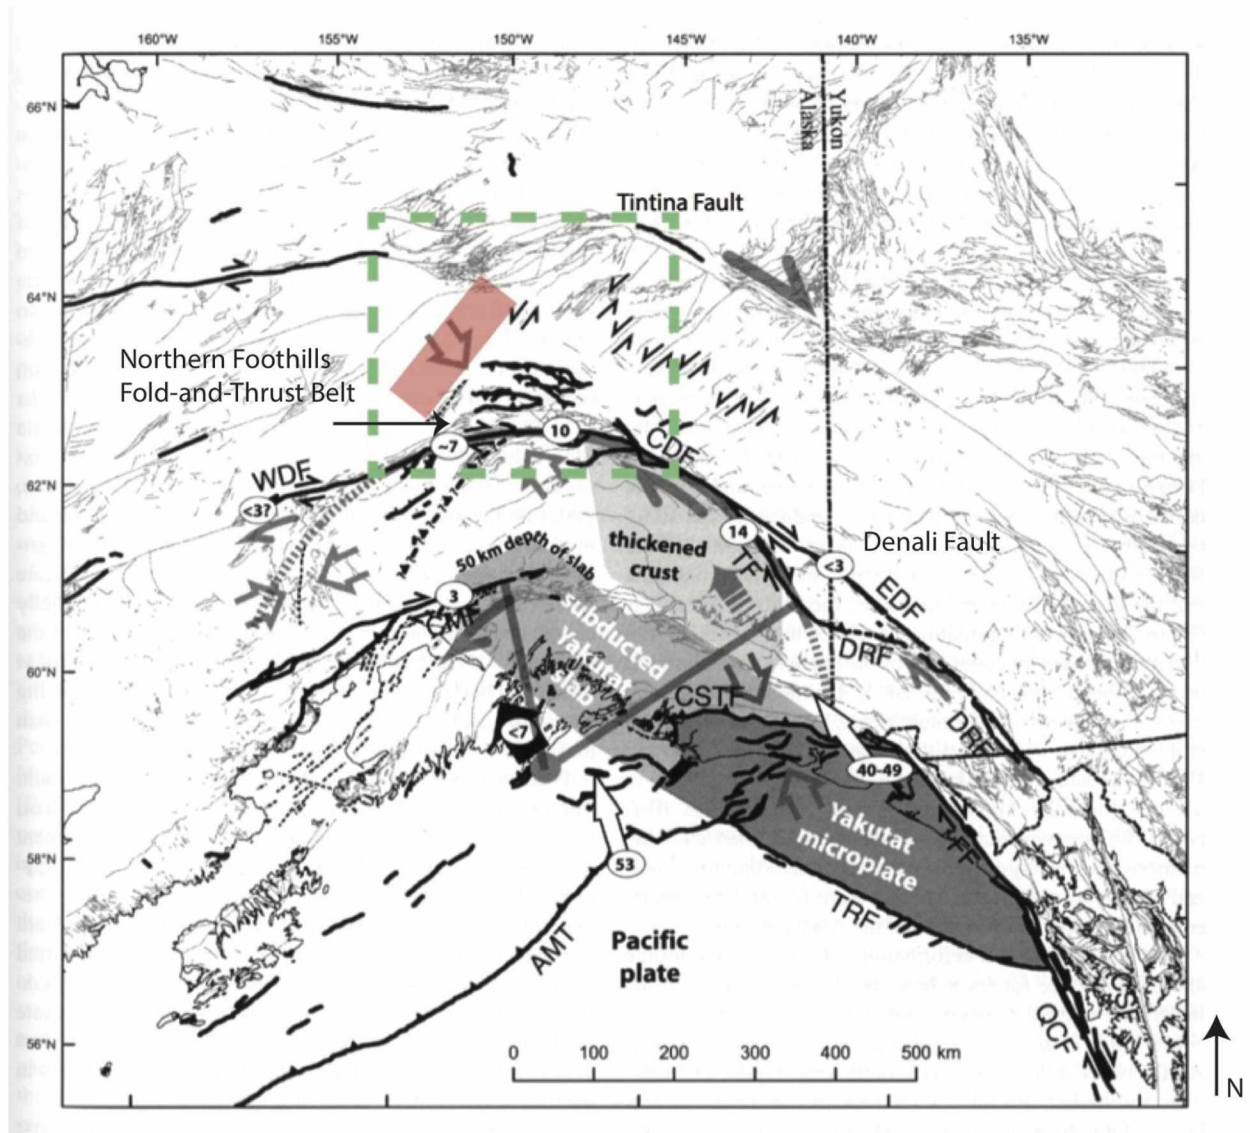 160°W
155°W
150°W
145°W
140°W
135°W
66°N
Yukon
Alaska
Tintina Fault
64°N
Northern Foothills
Fold-and-Thrust Belt
10
~7
CDF
WDF
62°N
<3?
14
Denali Fault
thickened
crust
50 km depth of slab
TF
<3
EDF
3
CMF
subducted
Yakutat
slab
DRF
60°N
CSTF
<7
DRF
40-49
Yakutat
microplate
FF
58°N
53
TRF
AMT
Pacific
plate
CSF
QCF
56°N
0
100
200
300
400
500 km
N